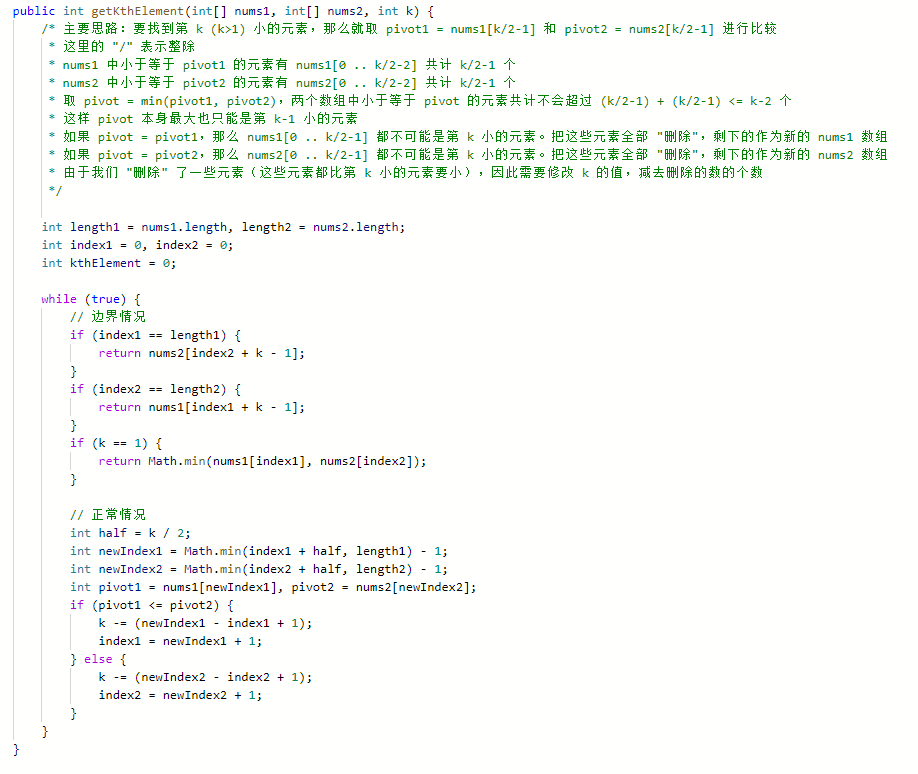 public int getKthElement(int[] nums1, int[] nums2, int k) {
    /* 主要思路：要找到第 k (k>1) 小的元素，那么就取 pivot1 = nums1[k/2-1] 和 pivot2 = nums2[k/2-1] 进行比较
     * 这里的 "/" 表示整除
     * nums1 中小于等于 pivot1 的元素有 nums1[0 .. k/2-2] 共计 k/2-1 个
     * nums2 中小于等于 pivot2 的元素有 nums2[0 .. k/2-2] 共计 k/2-1 个
     * 取 pivot = min(pivot1, pivot2)，两个数组中小于等于 pivot 的元素共计不会超过 (k/2-1) + (k/2-1) <= k-2 个
     * 这样 pivot 本身最大也只能是第 k-1 小的元素
     * 如果 pivot = pivot1，那么 nums1[0 .. k/2-1] 都不可能是第 k 小的元素。把这些元素全部 "删除"，剩下的作为新的 nums1 数组
     * 如果 pivot = pivot2，那么 nums2[0 .. k/2-1] 都不可能是第 k 小的元素。把这些元素全部 "删除"，剩下的作为新的 nums2 数组
     * 由于我们 "删除" 了一些元素（这些元素都比第 k 小的元素要小），因此需要修改 k 的值，减去删除的数的个数
     */

    int length1 = nums1.length, length2 = nums2.length;
    int index1 = 0, index2 = 0;
    int kthElement = 0;

    while (true) {
        // 边界情况
        if (index1 == length1) {
            return nums2[index2 + k - 1];
        }
        if (index2 == length2) {
            return nums1[index1 + k - 1];
        }
        if (k == 1) {
            return Math.min(nums1[index1], nums2[index2]);
        }

        // 正常情况
        int half = k / 2;
        int newIndex1 = Math.min(index1 + half, length1) - 1;
        int newIndex2 = Math.min(index2 + half, length2) - 1;
        int pivot1 = nums1[newIndex1], pivot2 = nums2[newIndex2];
        if (pivot1 <= pivot2) {
            k -= (newIndex1 - index1 + 1);
            index1 = newIndex1 + 1;
        } else {
            k -= (newIndex2 - index2 + 1);
            index2 = newIndex2 + 1;
        }
    }
}